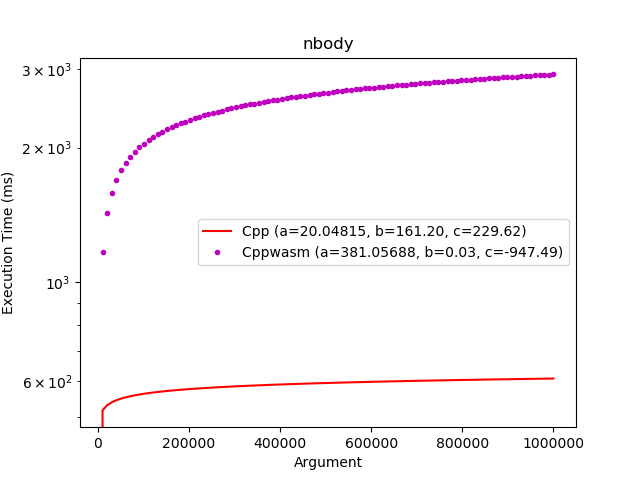 nbody
Execution Time (ms)
3 × 10³
2 × 10³
10³
6 × 10²
Cpp (a=20.04815, b=161.20, c=229.62)
Cppwasm (a=381.05688, b=0.03, c=-947.49)
0 200000 400000 600000 800000 1000000
Argument